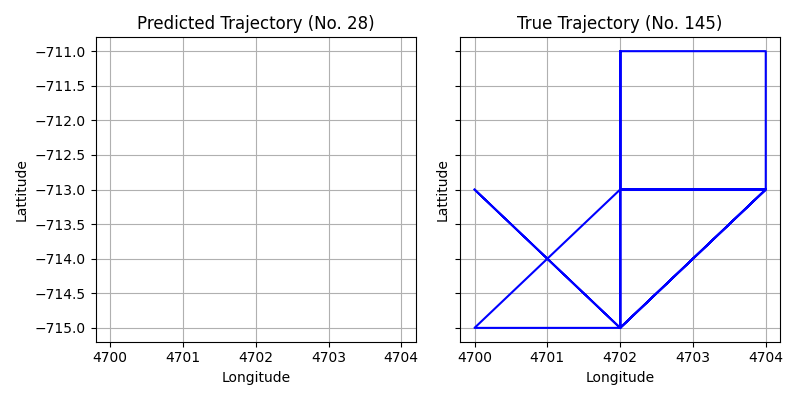 Predicted Trajectory (No. 28)
True Trajectory (No. 145)
−711.0
−711.5
−712.0
−712.5
−713.0
−713.5
−714.0
−714.5
−715.0
Lattitude
Lattitude
4700 4701 4702 4703 4704
4700 4701 4702 4703 4704
Longitude
Longitude